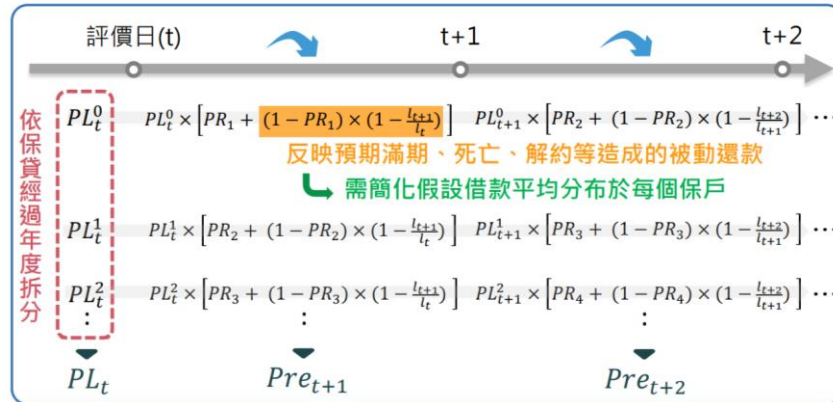 評價日(t) t+1 t+2
PL_t^0 PL_t^0 × [PR_1 + (1 − PR_1) × (1 − l_{t+1}/l_t)] PL_{t+1}^0 × [PR_2 + (1 − PR_2) × (1 − l_{t+2}/l_{t+1})] ⋯
反映預期滿期、死亡、解約等造成的被動還款
需簡化假設借款平均分布於每個保戶
依保貸經過年度拆分
PL_t^1 PL_t^1 × [PR_2 + (1 − PR_2) × (1 − l_{t+1}/l_t)] PL_{t+1}^1 × [PR_3 + (1 − PR_3) × (1 − l_{t+2}/l_{t+1})] ⋯
PL_t^2 PL_t^2 × [PR_3 + (1 − PR_3) × (1 − l_{t+1}/l_t)] PL_{t+1}^2 × [PR_4 + (1 − PR_4) × (1 − l_{t+2}/l_{t+1})] ⋯
⋮ ⋮ ⋮
PL_t Pre_{t+1} Pre_{t+2}